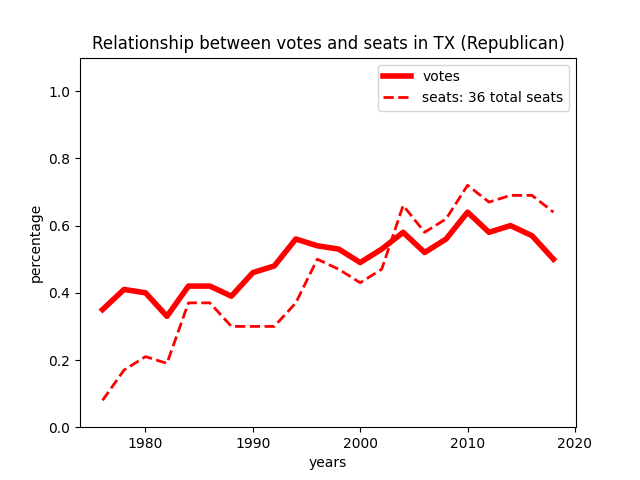 Relationship between votes and seats in TX (Republican)
votes
seats: 36 total seats
1.0
0.8
0.6
0.4
0.2
0.0
percentage
1980
1990
2000
2010
2020
years